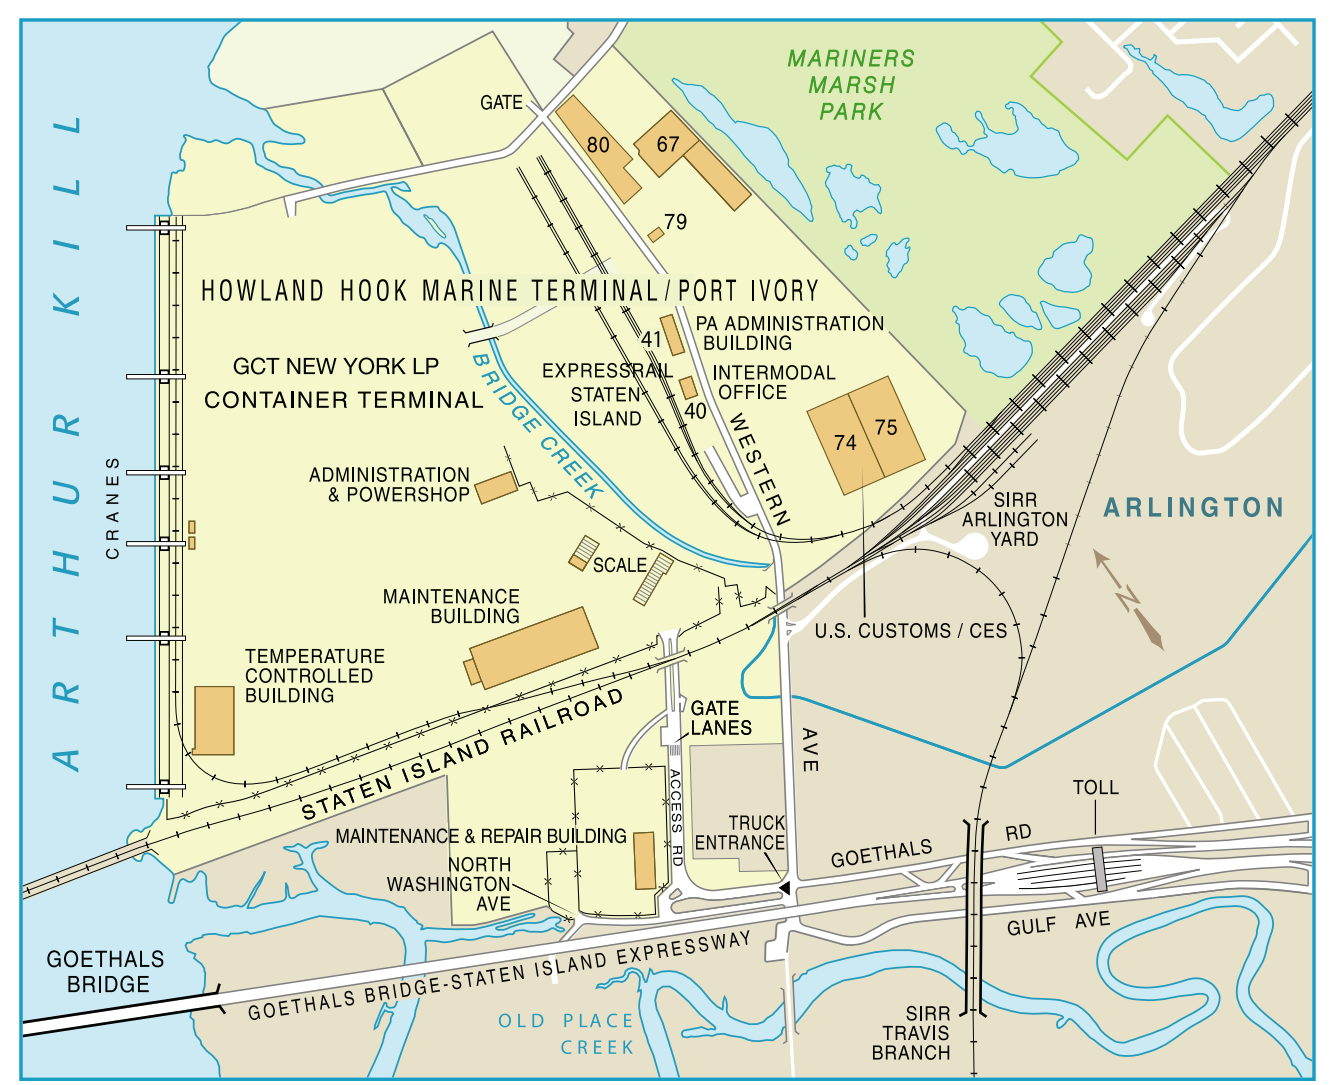 MARINERS
MARSH
PARK
GATE
80
67
79
ARTHUR KILL
HOWLAND HOOK MARINE TERMINAL/PORT IVORY
41
PA ADMINISTRATION
BUILDING
GCT NEW YORK LP
CONTAINER TERMINAL
EXPRESSRAIL
STATEN
ISLAND
INTERMODAL
OFFICE
40
BRIDGE CREEK
WESTERN
74
75
CRANES
ADMINISTRATION
& POWERSHOP
SIRR
ARLINGTON
YARD
ARLINGTON
SCALE
N
MAINTENANCE
BUILDING
U.S. CUSTOMS / CES
TEMPERATURE
CONTROLLED
BUILDING
STATEN ISLAND RAILROAD
GATE
LANES
AVE
ACCESS RD
TOLL
MAINTENANCE & REPAIR BUILDING
TRUCK
ENTRANCE
GOETHALS RD
NORTH
WASHINGTON
AVE
GULF AVE
GOETHALS
BRIDGE
GOETHALS BRIDGE-STATEN ISLAND EXPRESSWAY
OLD PLACE
CREEK
SIRR
TRAVIS
BRANCH